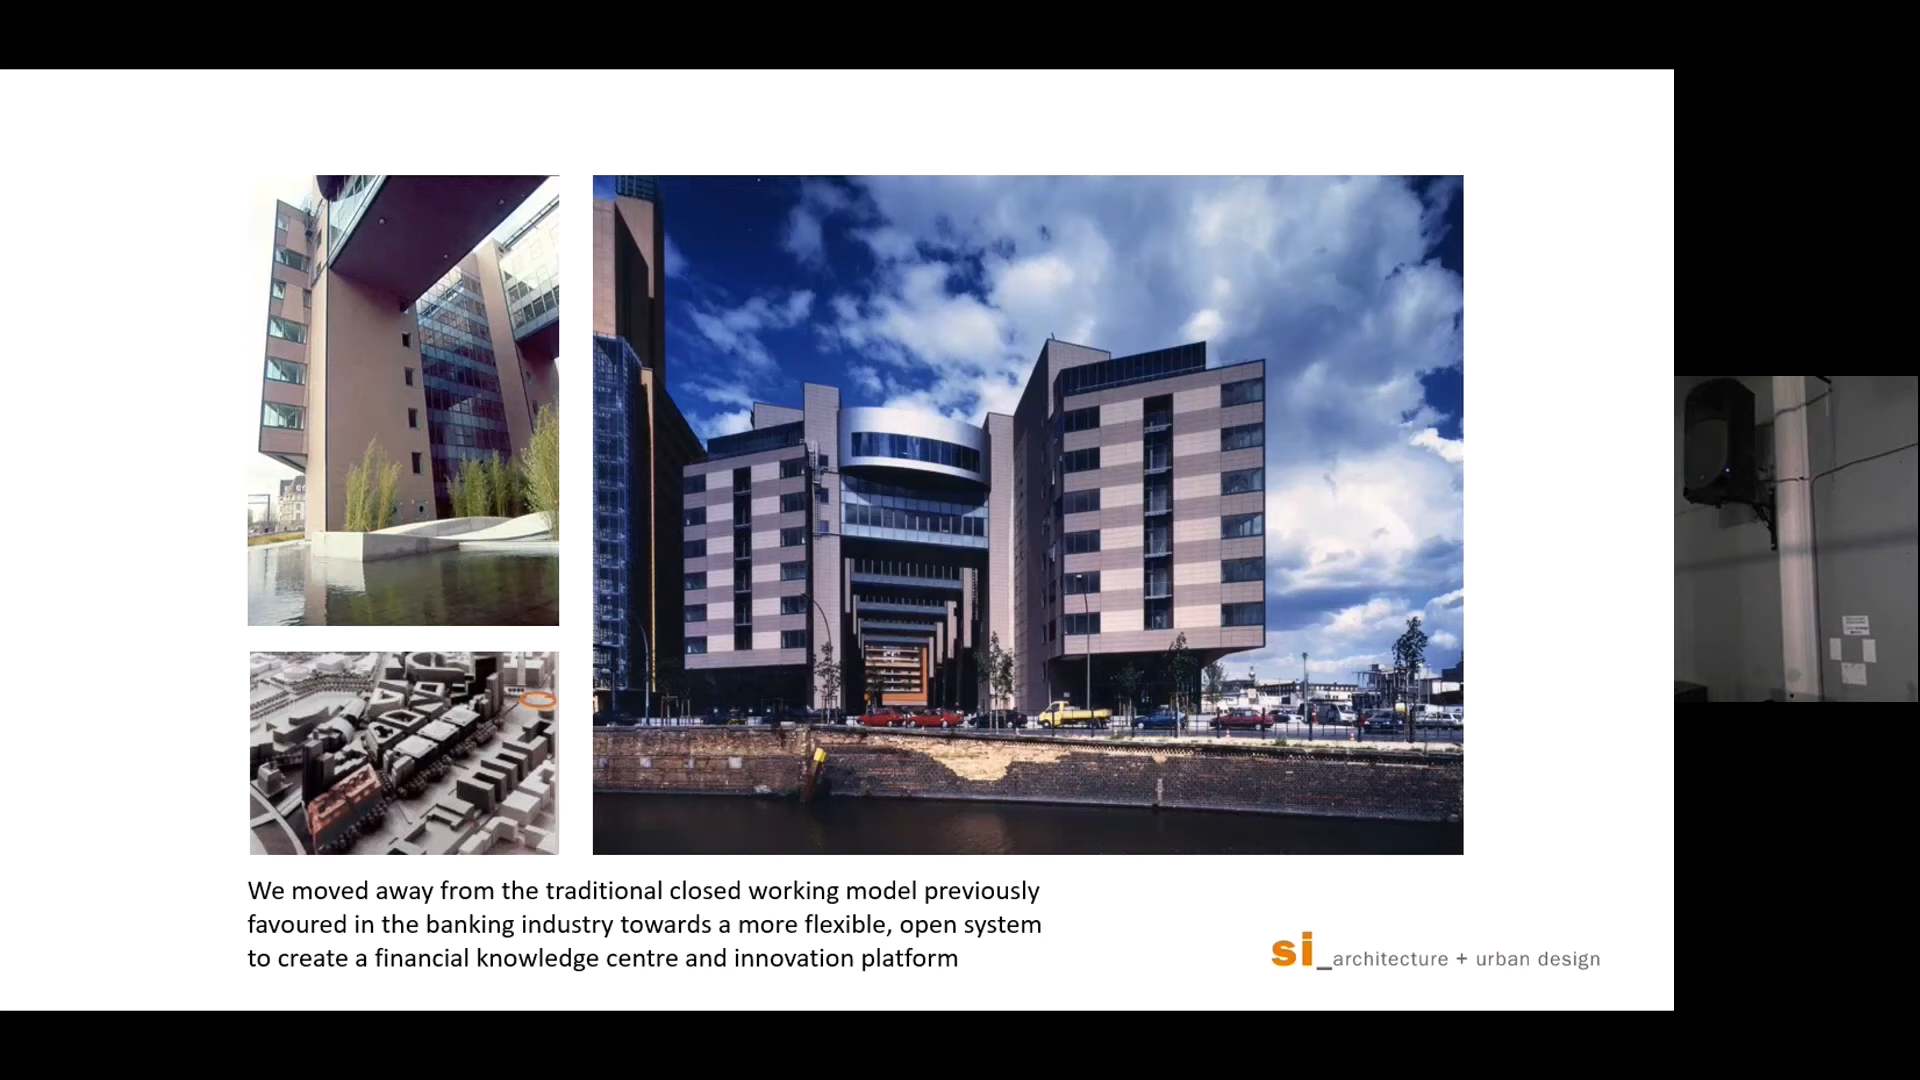 We moved away from the traditional closed working model previously
favoured in the banking industry towards a more flexible, open system
to create a financial knowledge centre and innovation platform
si_architecture + urban design